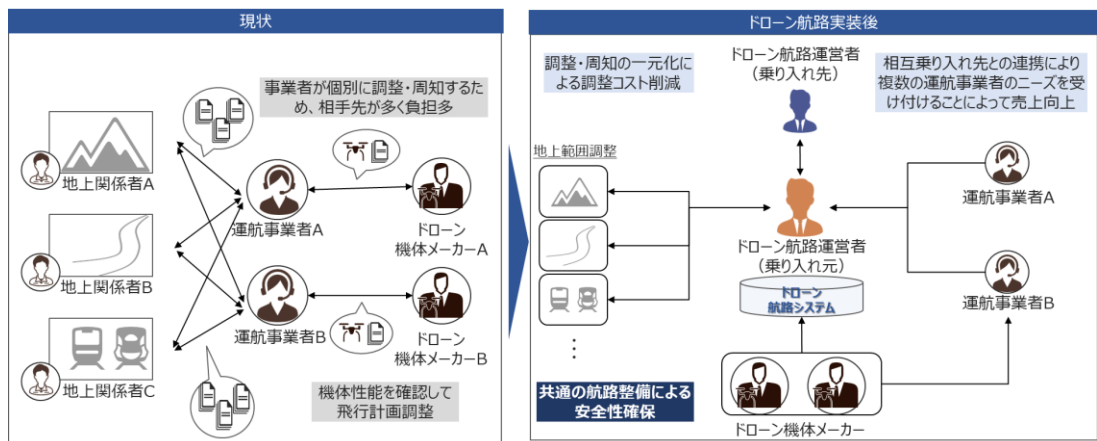 現状
事業者が個別に調整・周知するた
め、相手先が多く負担多
地上関係者A
運航事業者A
ドローン
機体メーカーA
地上関係者B
運航事業者B
ドローン
機体メーカーB
地上関係者C
機体性能を確認して
飛行計画調整
ドローン航路実装後
調整・周知の一元化に
よる調整コスト削減
ドローン航路運営者
（乗り入れ先）
相互乗り入れ先との連携により
複数の運航事業者のニーズを受
け付けることによって売上向上
地上範囲調整
運航事業者A
ドローン航路運営者
（乗り入れ元）
ドローン
航路システム
運航事業者B
⋮
共通の航路整備による
安全性確保
ドローン機体メーカー